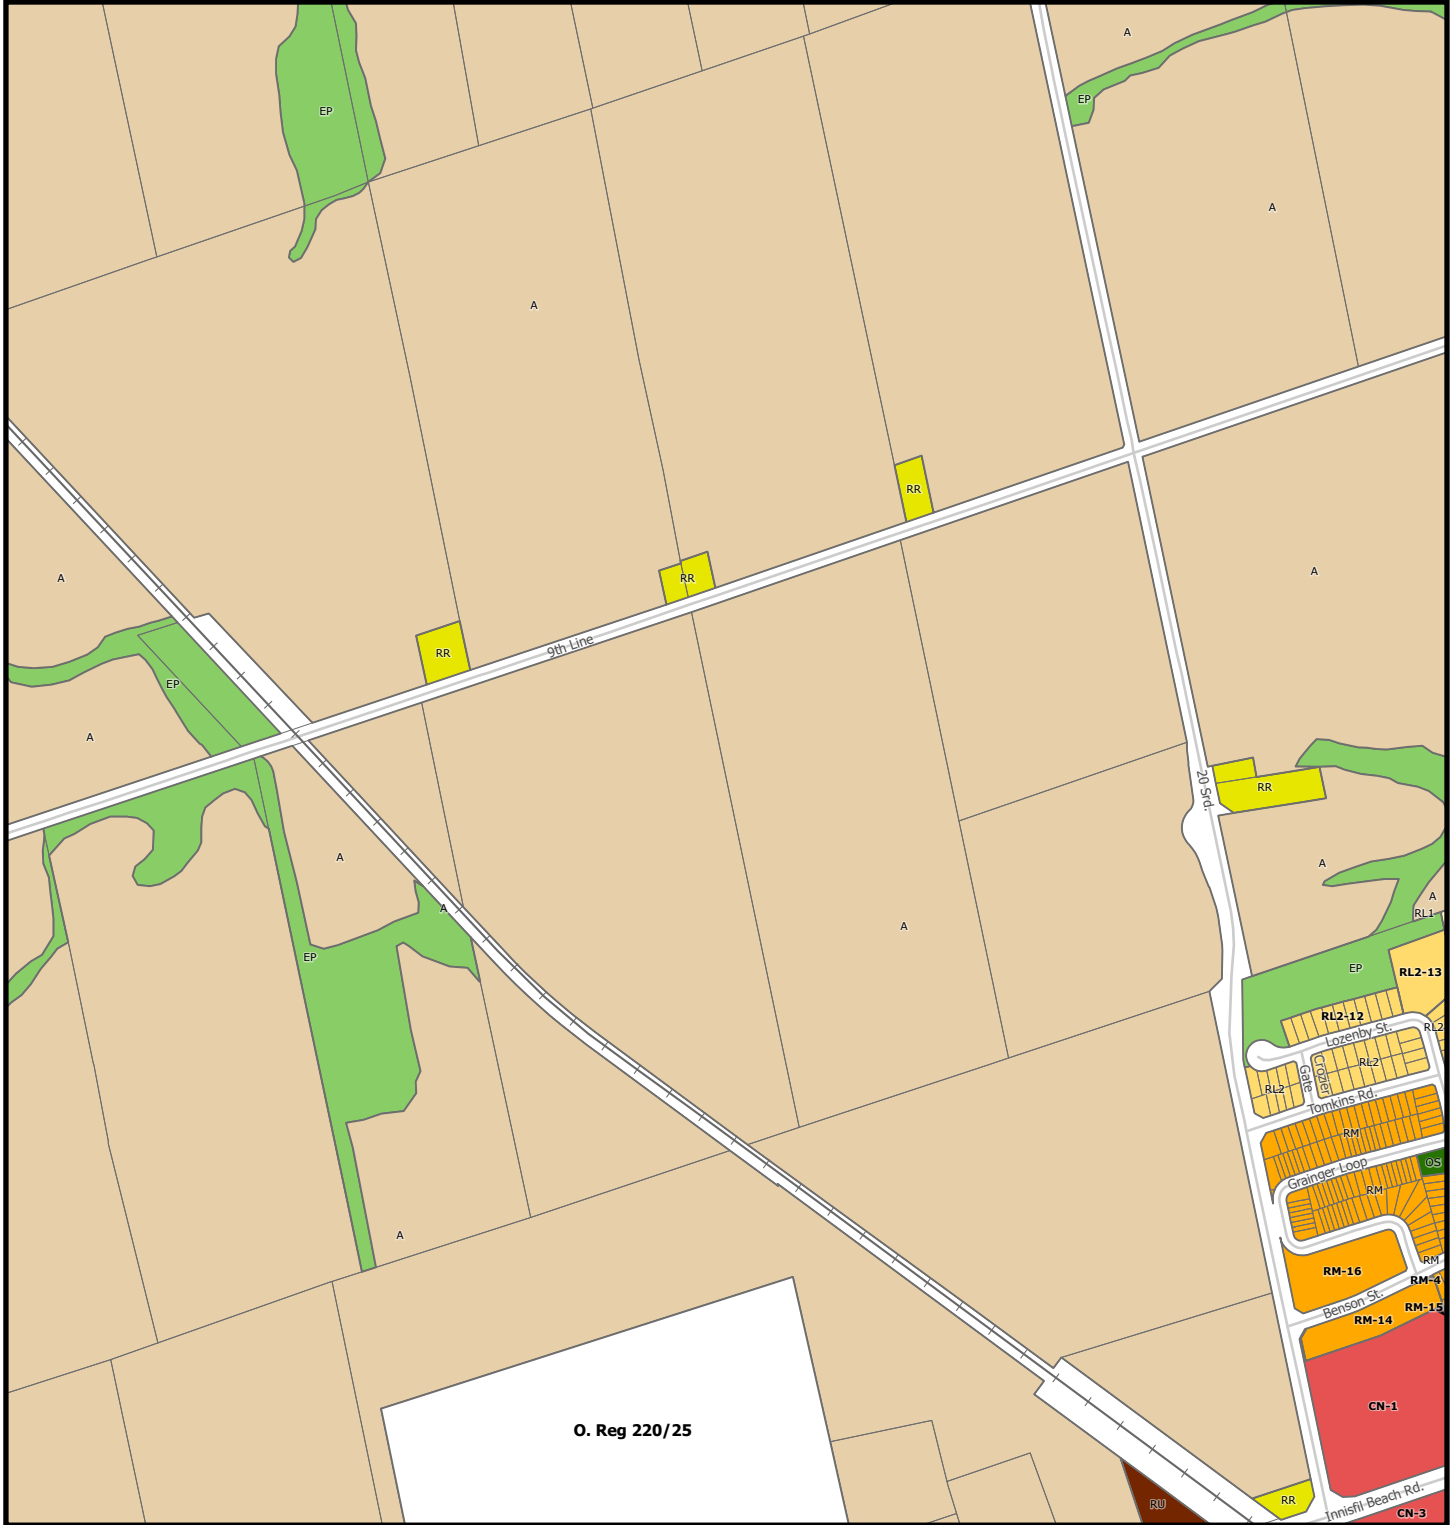 A
EP
EP
A
A
RR
A
A
RR
RR
9th Line
EP
A
20 Srd.
RR
A
A
A
A
RL1
A
EP
EP
RL2-13
RL2-12
RL2
Lozenby St.
RL2
RL2
Gate
Crozier
Tomkins Rd.
RM
OS
Grainger Loop
RM
A
RM
RM-16
RM-4
Benson St.
RM-15
RM-14
CN-1
O. Reg 220/25
RU
RR
Innisfil Beach Rd.
CN-3